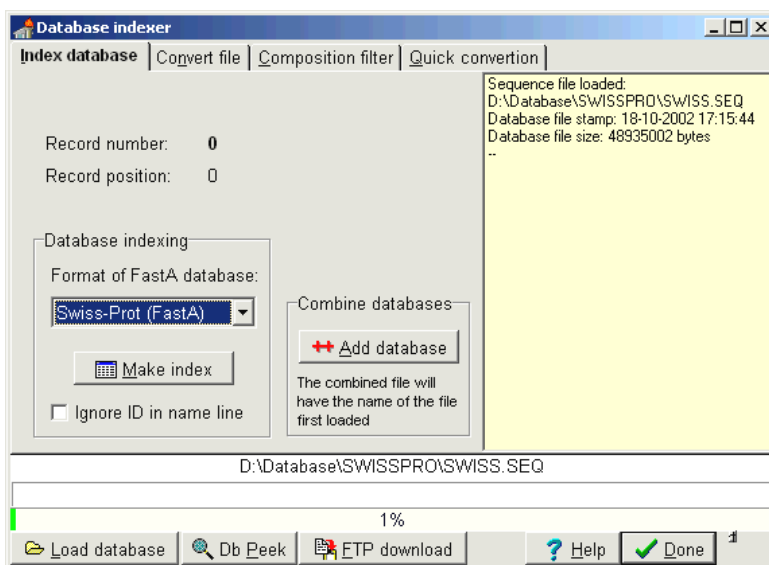 Database indexer
Index database
Convert file
Composition filter
Quick convertion
Sequence file loaded:
D:\Database\SWISSPRO\SWISS.SEQ
Database file stamp: 18-10-2002 17:15:44
Database file size: 48935002 bytes
--
Record number: 0
Record position: 0
Database indexing
Format of FastA database:
Swiss-Prot (FastA)
Make index
Ignore ID in name line
Combine databases
Add database
The combined file will
have the name of the file
first loaded
D:\Database\SWISSPRO\SWISS.SEQ
1%
Load database
Db Peek
FTP download
? Help
Done